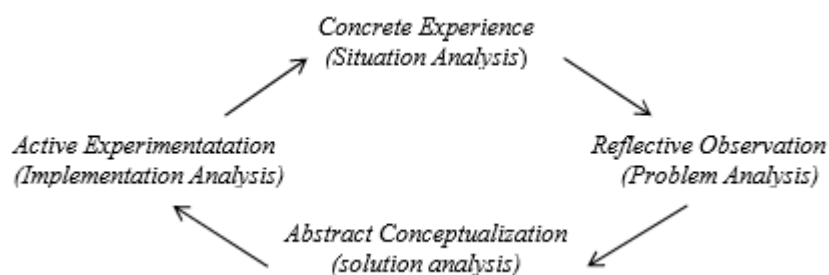 Concrete Experience
(Situation Analysis)
Active Experimentatation
(Implementation Analysis)
Reflective Observation
(Problem Analysis)
Abstract Conceptualization
(solution analysis)